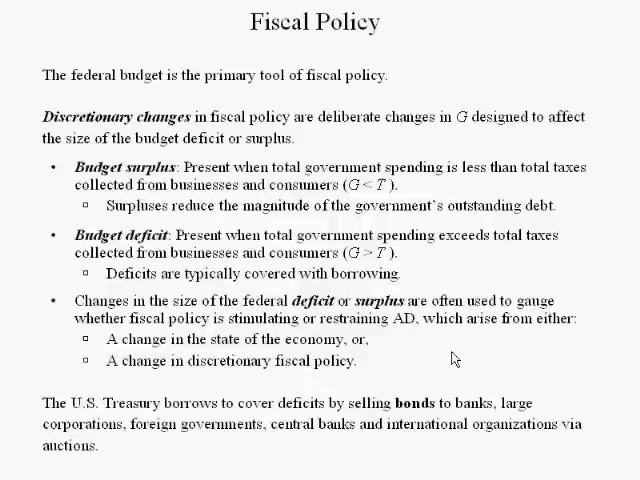 Fiscal Policy
The federal budget is the primary tool of fiscal policy.
Discretionary changes in fiscal policy are deliberate changes in G designed to affect
the size of the budget deficit or surplus.
• Budget surplus: Present when total government spending is less than total taxes
collected from businesses and consumers (G < T ).
▫ Surpluses reduce the magnitude of the government's outstanding debt.
• Budget deficit: Present when total government spending exceeds total taxes
collected from businesses and consumers (G > T ).
▫ Deficits are typically covered with borrowing.
• Changes in the size of the federal deficit or surplus are often used to gauge
whether fiscal policy is stimulating or restraining AD, which arise from either:
▫ A change in the state of the economy, or,
▫ A change in discretionary fiscal policy.
The U.S. Treasury borrows to cover deficits by selling bonds to banks, large
corporations, foreign governments, central banks and international organizations via
auctions.